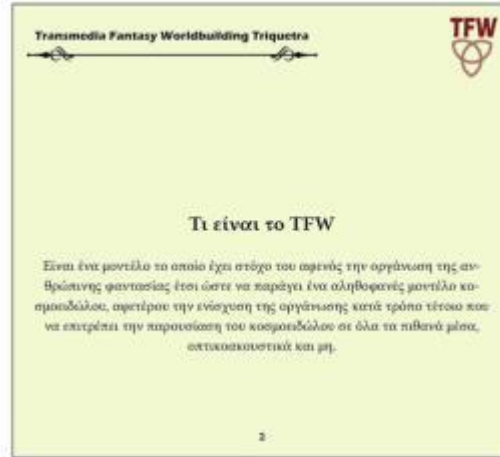 Transmedia Fantasy Worldbuilding Triquetra
TFW
Τι είναι το TFW
Είναι ένα μοντέλο το οποίο έχει στόχο του αφενός την οργάνωση της αν-
θρώπινης φαντασίας έτσι ώστε να παράγει ένα αληθοφανές μοντέλο κο-
σμοειδώλου, αφετέρου την ενίσχυση της οργάνωσης κατά τρόπο τέτοιο που
να επιτρέπει την παρουσίαση του κοσμοειδώλου σε όλα τα πιθανά μέσα,
οπτικοακουστικά και μη.
2